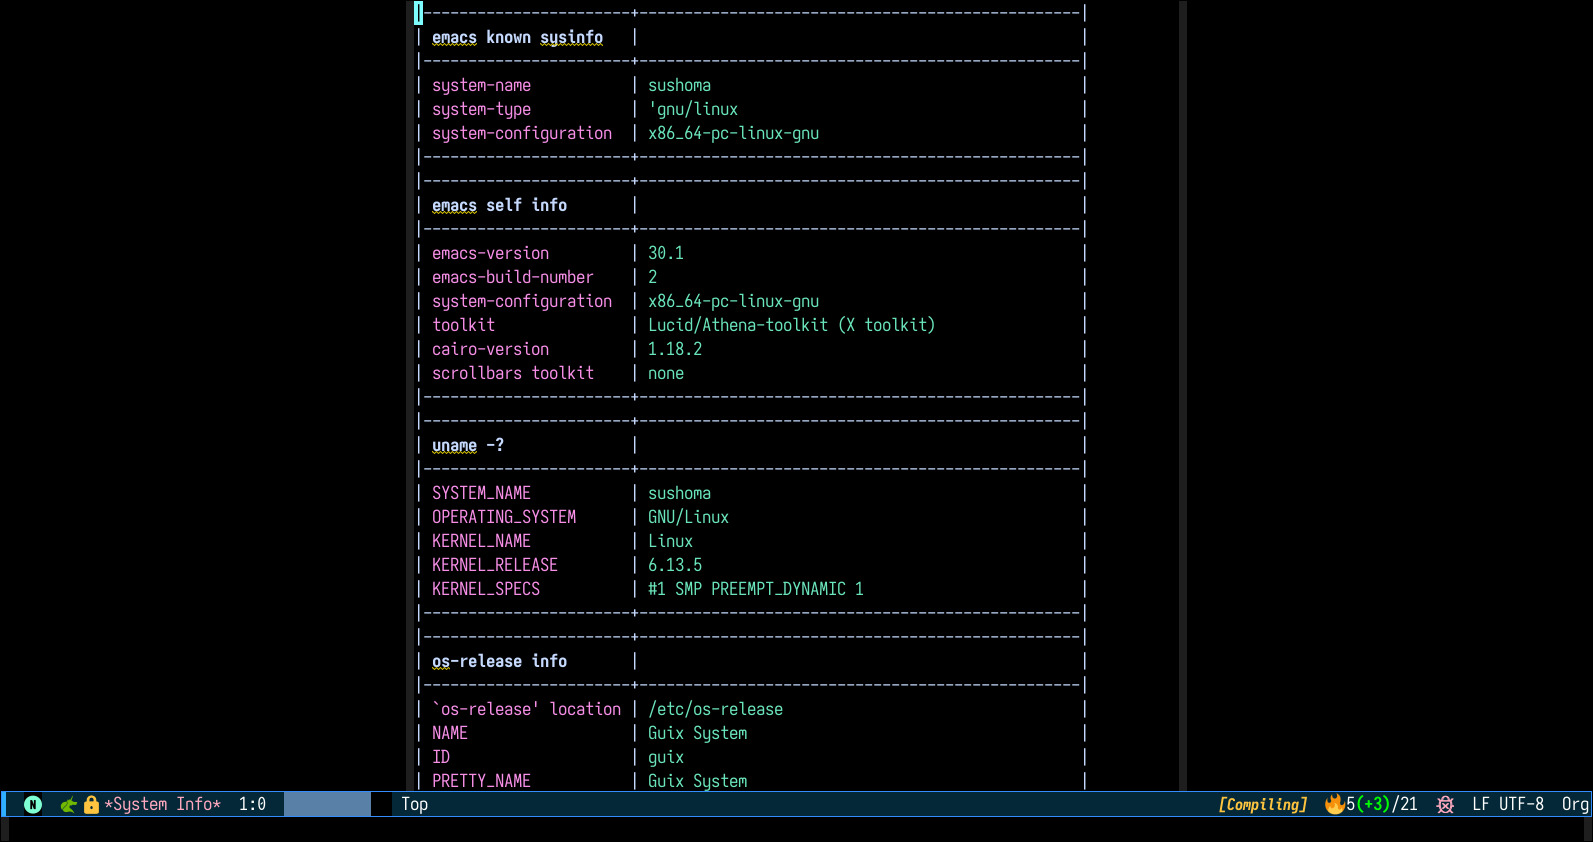 |-----------------------+-------------------------------------------------|
| emacs known sysinfo   |                                                 |
|-----------------------+-------------------------------------------------|
| system-name           | sushoma                                         |
| system-type           | 'gnu/linux                                      |
| system-configuration  | x86_64-pc-linux-gnu                             |
|-----------------------+-------------------------------------------------|
|-----------------------+-------------------------------------------------|
| emacs self info       |                                                 |
|-----------------------+-------------------------------------------------|
| emacs-version         | 30.1                                            |
| emacs-build-number    | 2                                               |
| system-configuration  | x86_64-pc-linux-gnu                             |
| toolkit               | Lucid/Athena-toolkit (X toolkit)                |
| cairo-version         | 1.18.2                                          |
| scrollbars toolkit    | none                                            |
|-----------------------+-------------------------------------------------|
|-----------------------+-------------------------------------------------|
| uname -?              |                                                 |
|-----------------------+-------------------------------------------------|
| SYSTEM_NAME           | sushoma                                         |
| OPERATING_SYSTEM      | GNU/Linux                                       |
| KERNEL_NAME           | Linux                                           |
| KERNEL_RELEASE        | 6.13.5                                          |
| KERNEL_SPECS          | #1 SMP PREEMPT_DYNAMIC 1                        |
|-----------------------+-------------------------------------------------|
|-----------------------+-------------------------------------------------|
| os-release info       |                                                 |
|-----------------------+-------------------------------------------------|
| `os-release' location | /etc/os-release                                 |
| NAME                  | Guix System                                     |
| ID                    | guix                                            |
| PRETTY_NAME           | Guix System                                     |
N *System Info* 1:0 Top [Compiling] 5(+3)/21 LF UTF-8 Org